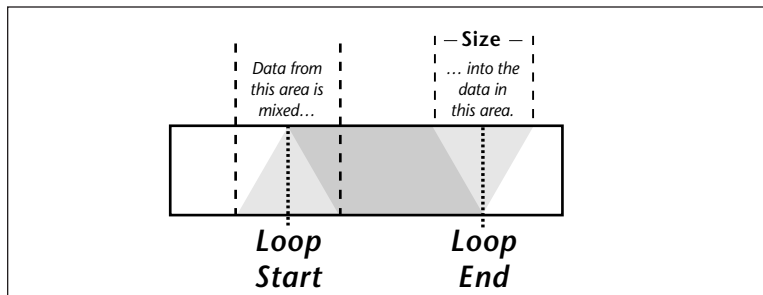 Data from
this area is
mixed…
– Size –
… into the
data in
this area.
Loop
Start
Loop
End